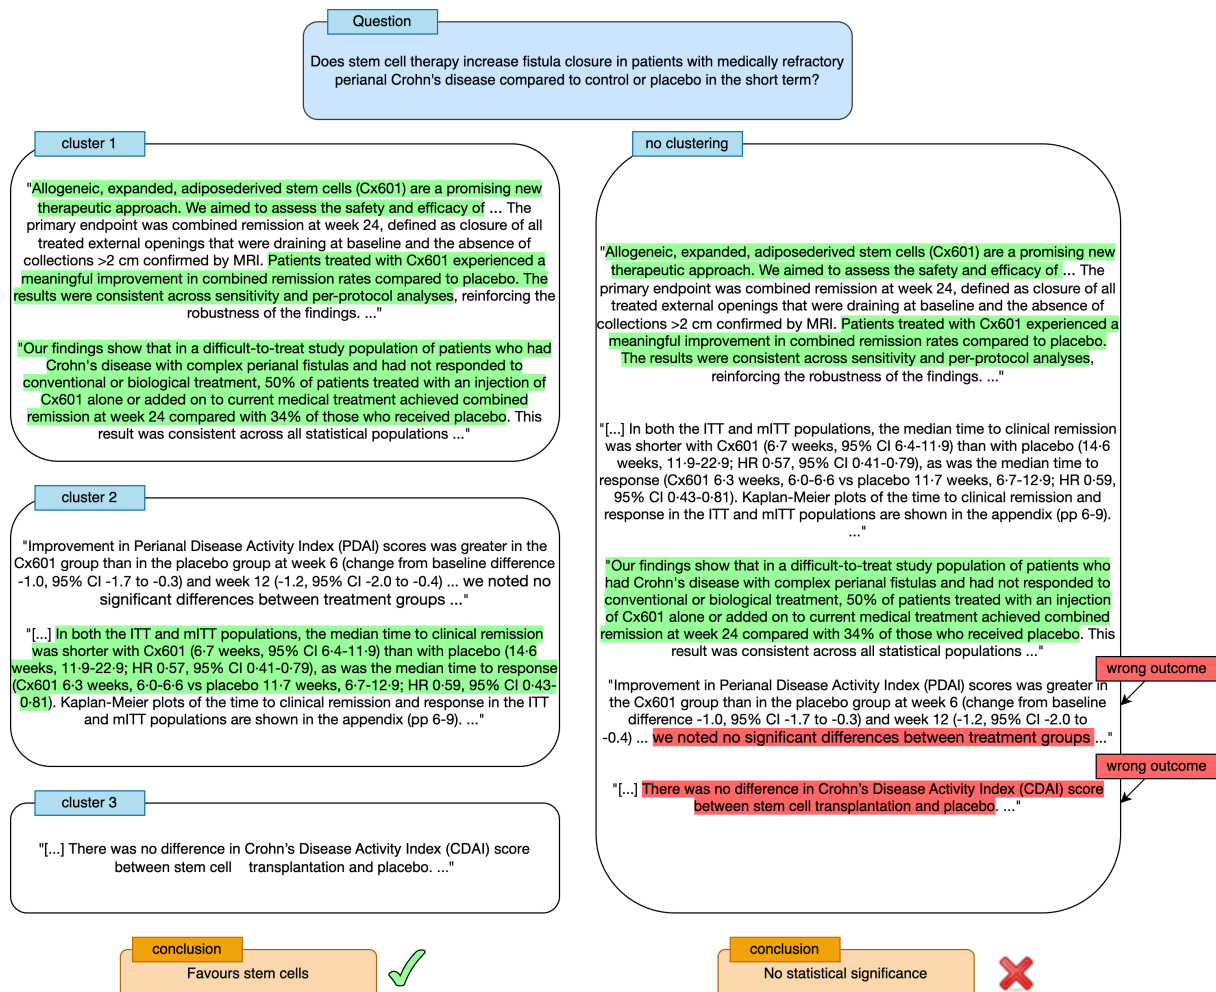 Question
Does stem cell therapy increase fistula closure in patients with medically refractory
perianal Crohn's disease compared to control or placebo in the short term?
cluster 1
"Allogeneic, expanded, adiposederived stem cells (Cx601) are a promising new
therapeutic approach. We aimed to assess the safety and efficacy of ... The
primary endpoint was combined remission at week 24, defined as closure of all
treated external openings that were draining at baseline and the absence of
collections >2 cm confirmed by MRI. Patients treated with Cx601 experienced a
meaningful improvement in combined remission rates compared to placebo. The
results were consistent across sensitivity and per-protocol analyses, reinforcing the
robustness of the findings. ..."
"Our findings show that in a difficult-to-treat study population of patients who had
Crohn's disease with complex perianal fistulas and had not responded to
conventional or biological treatment, 50% of patients treated with an injection of
Cx601 alone or added on to current medical treatment achieved combined
remission at week 24 compared with 34% of those who received placebo. This
result was consistent across all statistical populations ..."
cluster 2
"Improvement in Perianal Disease Activity Index (PDAI) scores was greater in the
Cx601 group than in the placebo group at week 6 (change from baseline difference
-1.0, 95% CI -1.7 to -0.3) and week 12 (-1.2, 95% CI -2.0 to -0.4) ... we noted no
significant differences between treatment groups ..."
"[...] In both the ITT and mITT populations, the median time to clinical remission
was shorter with Cx601 (6·7 weeks, 95% CI 6·4-11·9) than with placebo (14·6
weeks, 11·9-22·9; HR 0·57, 95% CI 0·41-0·79), as was the median time to response
(Cx601 6·3 weeks, 6·0-6·6 vs placebo 11·7 weeks, 6·7-12·9; HR 0·59, 95% CI 0·43-
0·81). Kaplan-Meier plots of the time to clinical remission and response in the ITT
and mITT populations are shown in the appendix (pp 6-9). ..."
cluster 3
"[...] There was no difference in Crohn's Disease Activity Index (CDAI) score
between stem cell transplantation and placebo. ..."
conclusion
Favours stem cells
no clustering
"Allogeneic, expanded, adiposederived stem cells (Cx601) are a promising new
therapeutic approach. We aimed to assess the safety and efficacy of ... The
primary endpoint was combined remission at week 24, defined as closure of all
treated external openings that were draining at baseline and the absence of
collections >2 cm confirmed by MRI. Patients treated with Cx601 experienced a
meaningful improvement in combined remission rates compared to placebo.
The results were consistent across sensitivity and per-protocol analyses,
reinforcing the robustness of the findings. ..."
"[...] In both the ITT and mITT populations, the median time to clinical remission
was shorter with Cx601 (6·7 weeks, 95% CI 6·4-11·9) than with placebo (14·6
weeks, 11·9-22·9; HR 0·57, 95% CI 0·41-0·79), as was the median time to
response (Cx601 6·3 weeks, 6·0-6·6 vs placebo 11·7 weeks, 6·7-12·9; HR 0·59,
95% CI 0·43-0·81). Kaplan-Meier plots of the time to clinical remission and
response in the ITT and mITT populations are shown in the appendix (pp 6-9).
..."
"Our findings show that in a difficult-to-treat study population of patients who
had Crohn's disease with complex perianal fistulas and had not responded to
conventional or biological treatment, 50% of patients treated with an injection
of Cx601 alone or added on to current medical treatment achieved combined
remission at week 24 compared with 34% of those who received placebo. This
result was consistent across all statistical populations ..."
wrong outcome
"Improvement in Perianal Disease Activity Index (PDAI) scores was greater in
the Cx601 group than in the placebo group at week 6 (change from baseline
difference -1.0, 95% CI -1.7 to -0.3) and week 12 (-1.2, 95% CI -2.0 to
-0.4) ... we noted no significant differences between treatment groups ..."
wrong outcome
"[...] There was no difference in Crohn's Disease Activity Index (CDAI) score
between stem cell transplantation and placebo. ..."
conclusion
No statistical significance